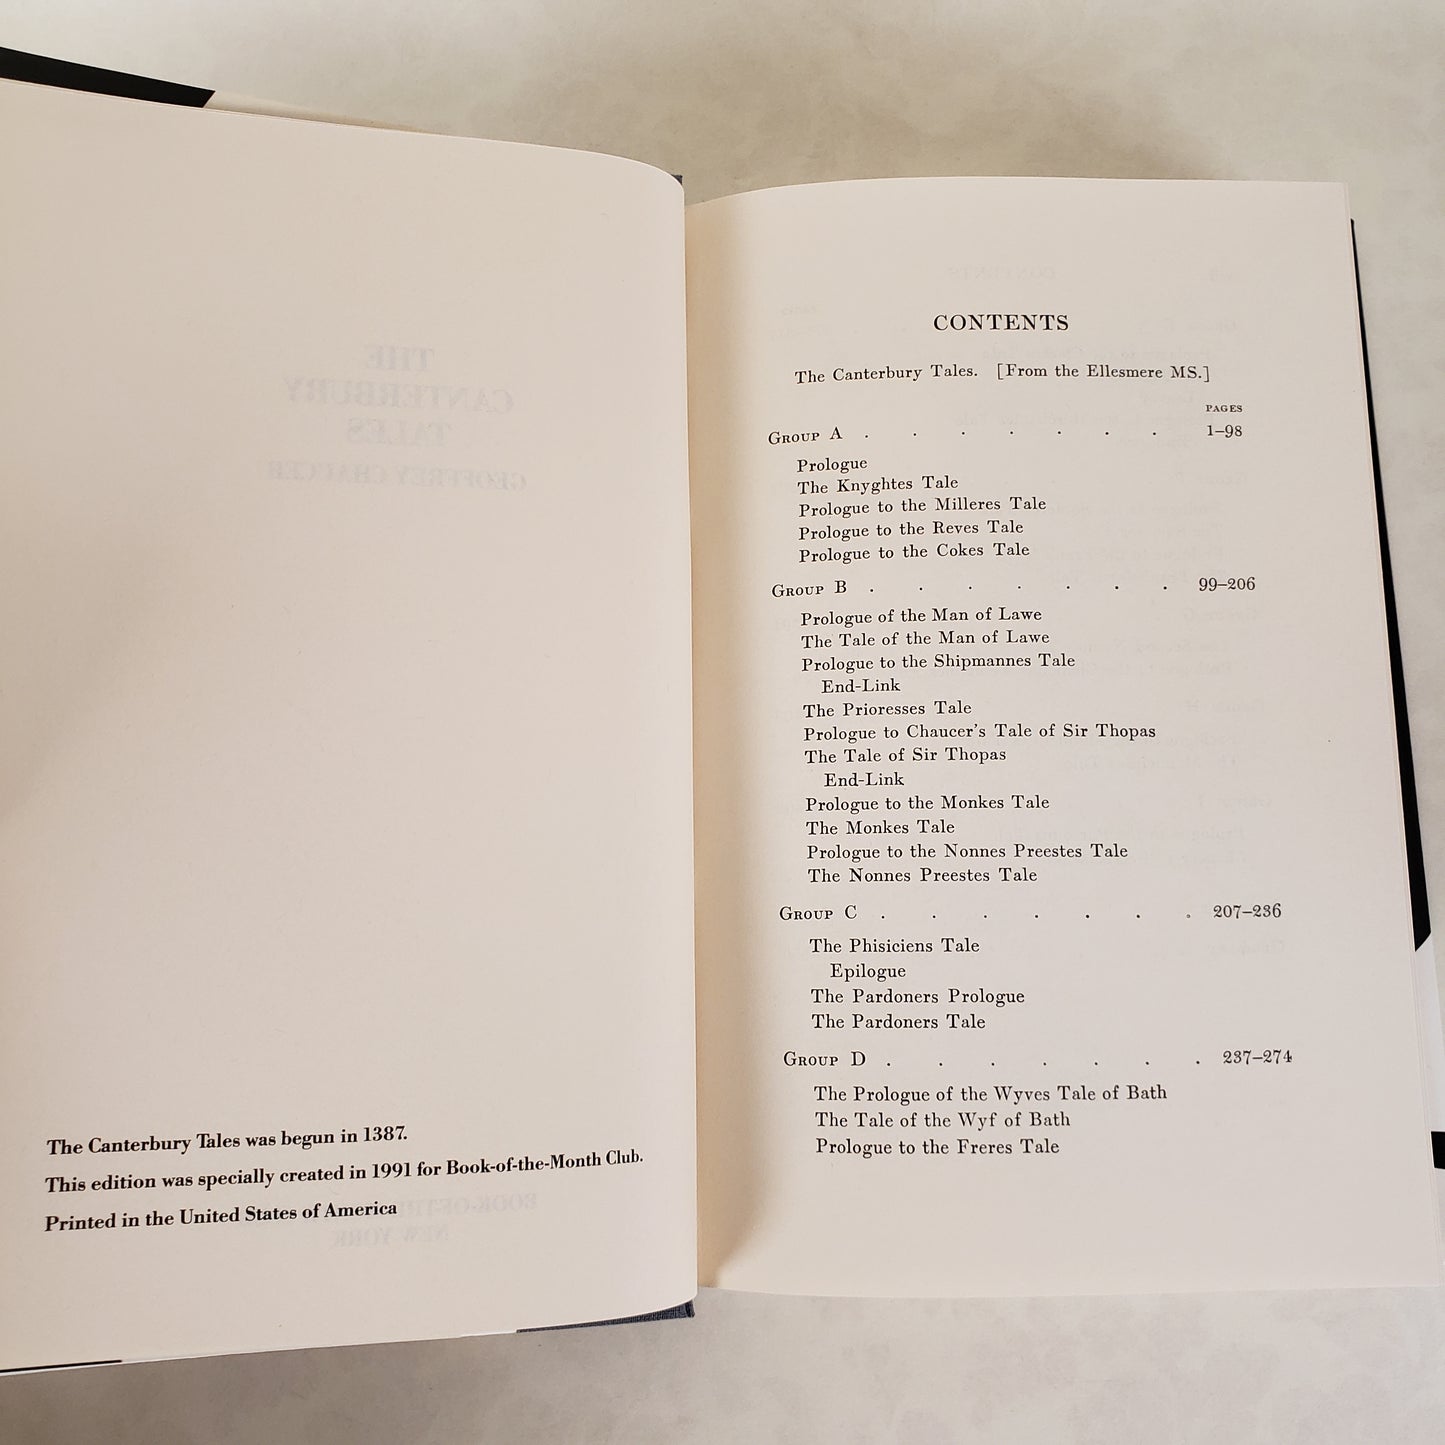 The Canterbury Tales was begun in 1387.
This edition was specially created in 1991 for Book-of-the-Month Club.
Printed in the United States of America
CONTENTS
The Canterbury Tales. [From the Ellesmere MS.]
PAGES
GROUP A . . . . . . . 1–98
Prologue
The Knyghtes Tale
Prologue to the Milleres Tale
Prologue to the Reves Tale
Prologue to the Cokes Tale
GROUP B . . . . . . . 99–206
Prologue of the Man of Lawe
The Tale of the Man of Lawe
Prologue to the Shipmannes Tale
End-Link
The Prioresses Tale
Prologue to Chaucer's Tale of Sir Thopas
The Tale of Sir Thopas
End-Link
Prologue to the Monkes Tale
The Monkes Tale
Prologue to the Nonnes Preestes Tale
The Nonnes Preestes Tale
GROUP C . . . . . . . 207–236
The Phisiciens Tale
Epilogue
The Pardoners Prologue
The Pardoners Tale
GROUP D . . . . . . . 237–274
The Prologue of the Wyves Tale of Bath
The Tale of the Wyf of Bath
Prologue to the Freres Tale